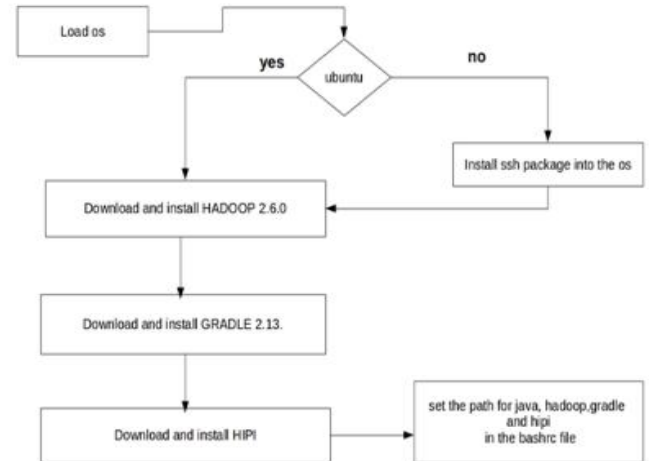 Load os
yes
ubuntu
no
Install ssh package into the os
Download and install HADOOP 2.6.0
Download and install GRADLE 2.13.
Download and install HIPI
set the path for java, hadoop,gradle
and hipi
in the bashrc file